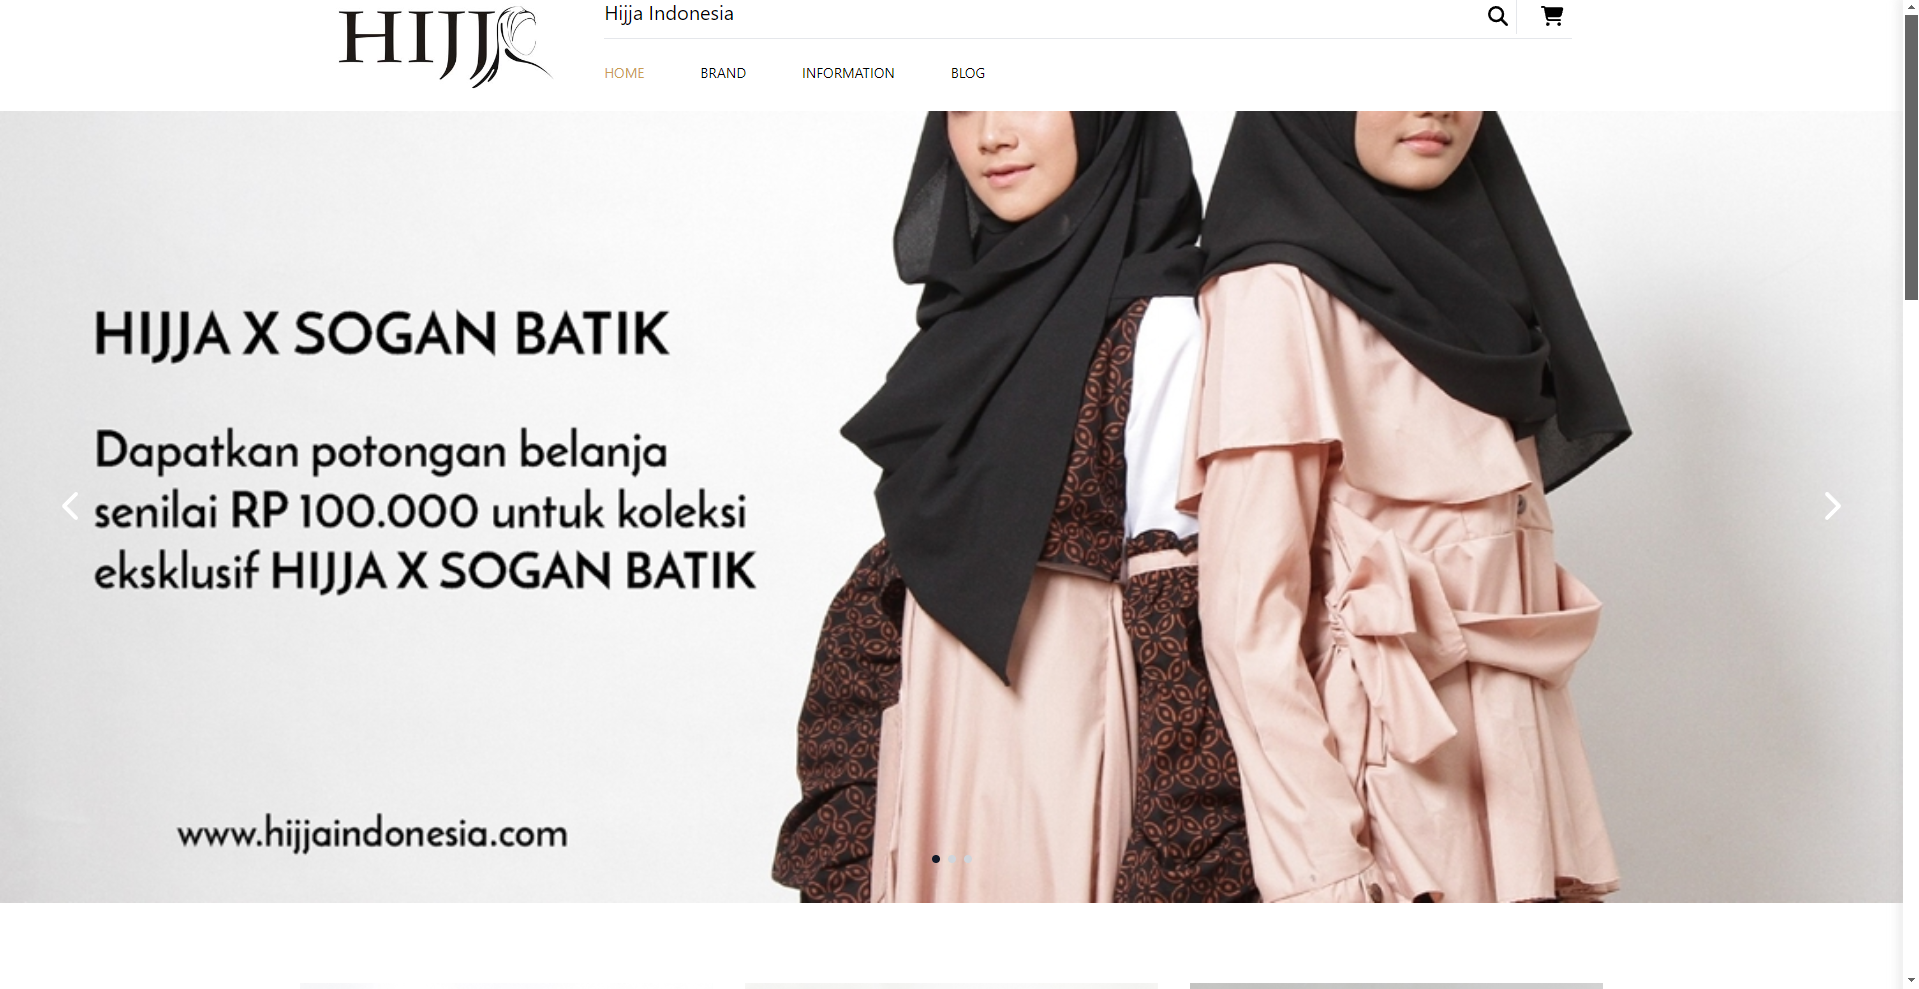 HIJJA
Hijja Indonesia
HOME
BRAND
INFORMATION
BLOG
HIJJA X SOGAN BATIK
Dapatkan potongan belanja
senilai RP 100.000 untuk koleksi
eksklusif HIJJA X SOGAN BATIK
www.hijjaindonesia.com